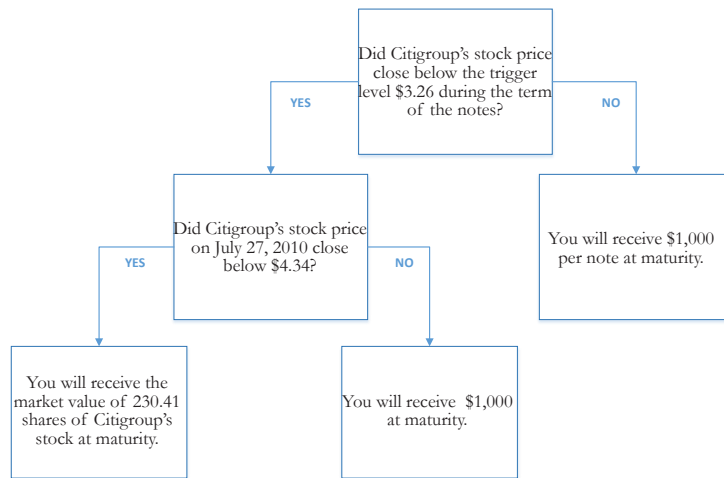 Did Citigroup's stock price
close below the trigger
level $3.26 during the term
of the notes?
YES
NO
Did Citigroup's stock price
on July 27, 2010 close
below $4.34?
You will receive $1,000
per note at maturity.
YES
NO
You will receive the
market value of 230.41
shares of Citigroup's
stock at maturity.
You will receive $1,000
at maturity.